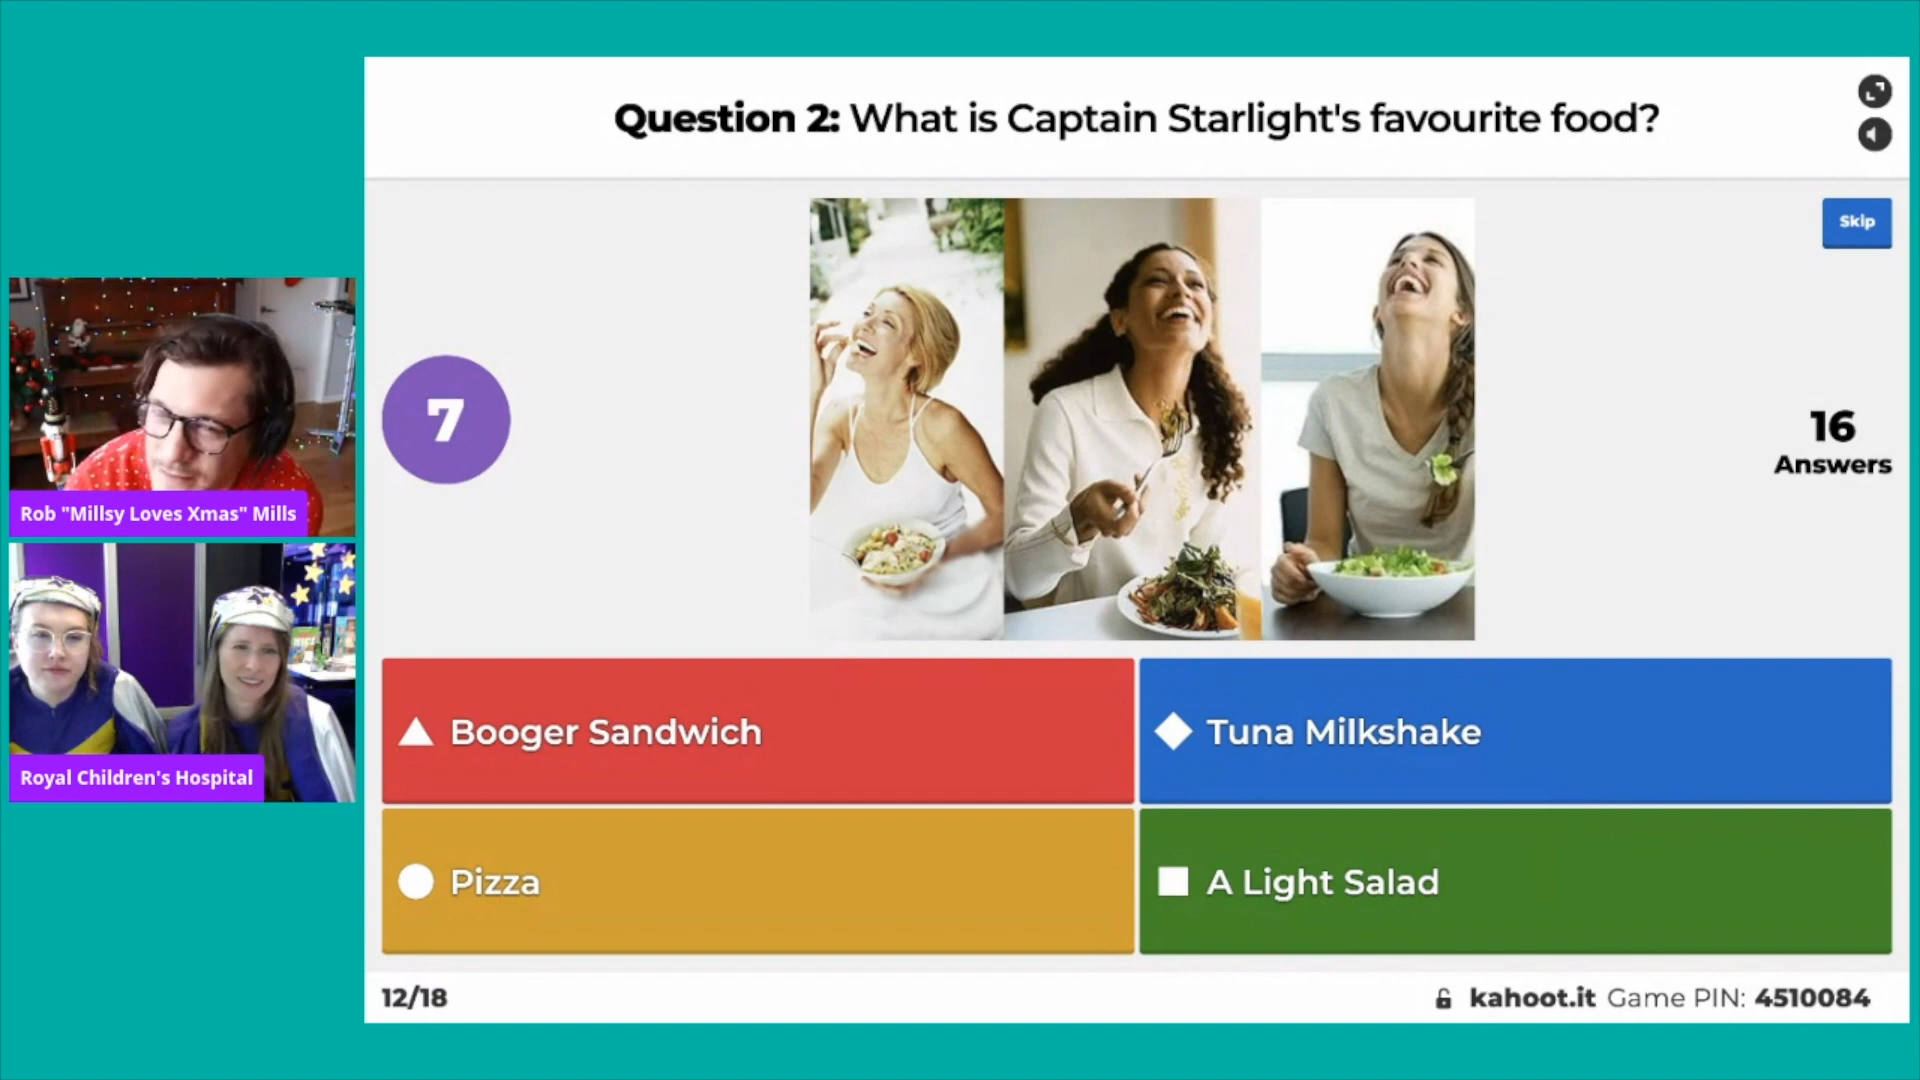 Question 2: What is Captain Starlight's favourite food?
Skip
7
16
Answers
Rob "Millsy Loves Xmas" Mills
Royal Children's Hospital
Booger Sandwich
Tuna Milkshake
Pizza
A Light Salad
12/18
kahoot.it Game PIN: 4510084